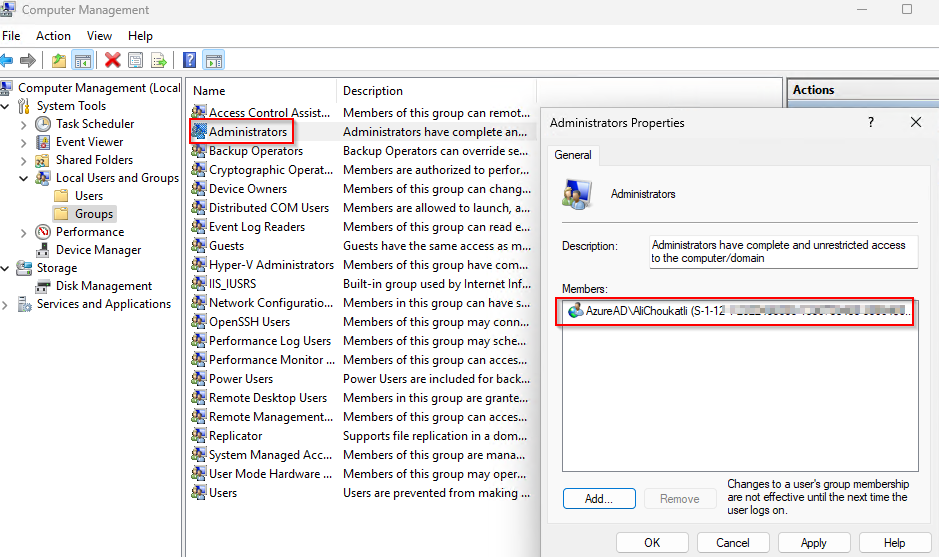 Computer Management
File Action View Help
Computer Management (Local
System Tools
Task Scheduler
Event Viewer
Shared Folders
Local Users and Groups
Users
Groups
Performance
Device Manager
Storage
Disk Management
Services and Applications
Name Description
Access Control Assist... Members of this group can remot...
Administrators Administrators have complete an...
Backup Operators Backup Operators can override se...
Cryptographic Operat... Members are authorized to perfor...
Device Owners Members of this group can chang...
Distributed COM Users Members are allowed to launch, a...
Event Log Readers Members of this group can read e...
Guests Guests have the same access as m...
Hyper-V Administrators Members of this group have com...
IIS_IUSRS Built-in group used by Internet Inf...
Network Configuratio... Members in this group can have s...
OpenSSH Users Members of this group may conn...
Performance Log Users Members of this group may sche...
Performance Monitor ... Members of this group can acces...
Power Users Power Users are included for back...
Remote Desktop Users Members in this group are grante...
Remote Management... Members of this group can acces...
Replicator Supports file replication in a dom...
System Managed Acc... Members of this group are mana...
User Mode Hardware ... Members of this group may oper...
Users Users are prevented from making ...
Actions
Administrators Properties ?
General
Administrators
Description: Administrators have complete and unrestricted access
to the computer/domain
Members:
AzureAD\AliChoukatli (S-1-12
Add... Remove
Changes to a user's group membership
are not effective until the next time the
user logs on.
OK Cancel Apply Help